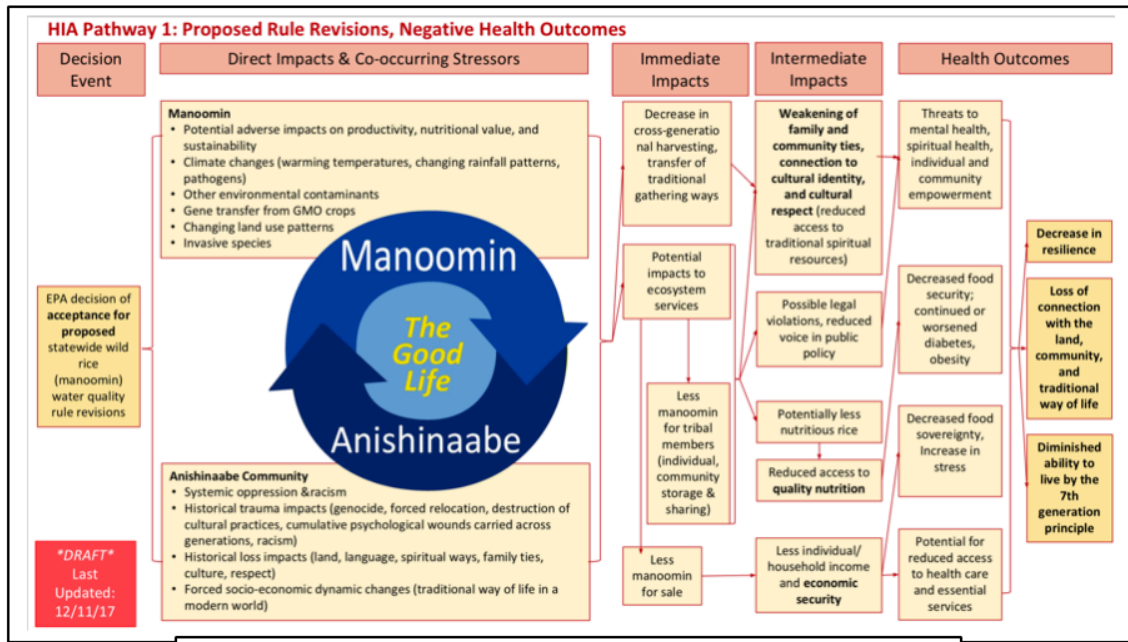 HIA Pathway 1: Proposed Rule Revisions, Negative Health Outcomes
Decision
Event
Direct Impacts & Co-occurring Stressors
Immediate
Impacts
Intermediate
Impacts
Health Outcomes
EPA decision of
acceptance for
proposed
statewide wild
rice
(manoomin)
water quality
rule revisions
*DRAFT*
Last
Updated:
12/11/17
Manoomin
• Potential adverse impacts on productivity, nutritional value, and
sustainability
• Climate changes (warming temperatures, changing rainfall patterns,
pathogens)
• Other environmental contaminants
• Gene transfer from GMO crops
• Changing land use patterns
• Invasive species
Manoomin
The
Good
Life
Anishinaabe
Anishinaabe Community
• Systemic oppression &racism
• Historical trauma impacts (genocide, forced relocation, destruction of
cultural practices, cumulative psychological wounds carried across
generations, racism)
• Historical loss impacts (land, language, spiritual ways, family ties,
culture, respect)
• Forced socio-economic dynamic changes (traditional way of life in a
modern world)
Decrease in
cross-generatio
nal harvesting,
transfer of
traditional
gathering ways
Potential
impacts to
ecosystem
services
Less
manoomin
for tribal
members
(individual,
community
storage &
sharing)
Less
manoomin
for sale
Weakening of
family and
community ties,
connection to
cultural identity,
and cultural
respect (reduced
access to
traditional spiritual
resources)
Possible legal
violations, reduced
voice in public
policy
Potentially less
nutritious rice
Reduced access to
quality nutrition
Less individual/
household income
and economic
security
Threats to
mental health,
spiritual health,
individual and
community
empowerment
Decreased food
security;
continued or
worsened
diabetes,
obesity
Decreased food
sovereignty,
Increase in
stress
Potential for
reduced access
to health care
and essential
services
Decrease in
resilience
Loss of
connection
with the
land,
community,
and
traditional
way of life
Diminished
ability to
live by the
7th
generation
principle